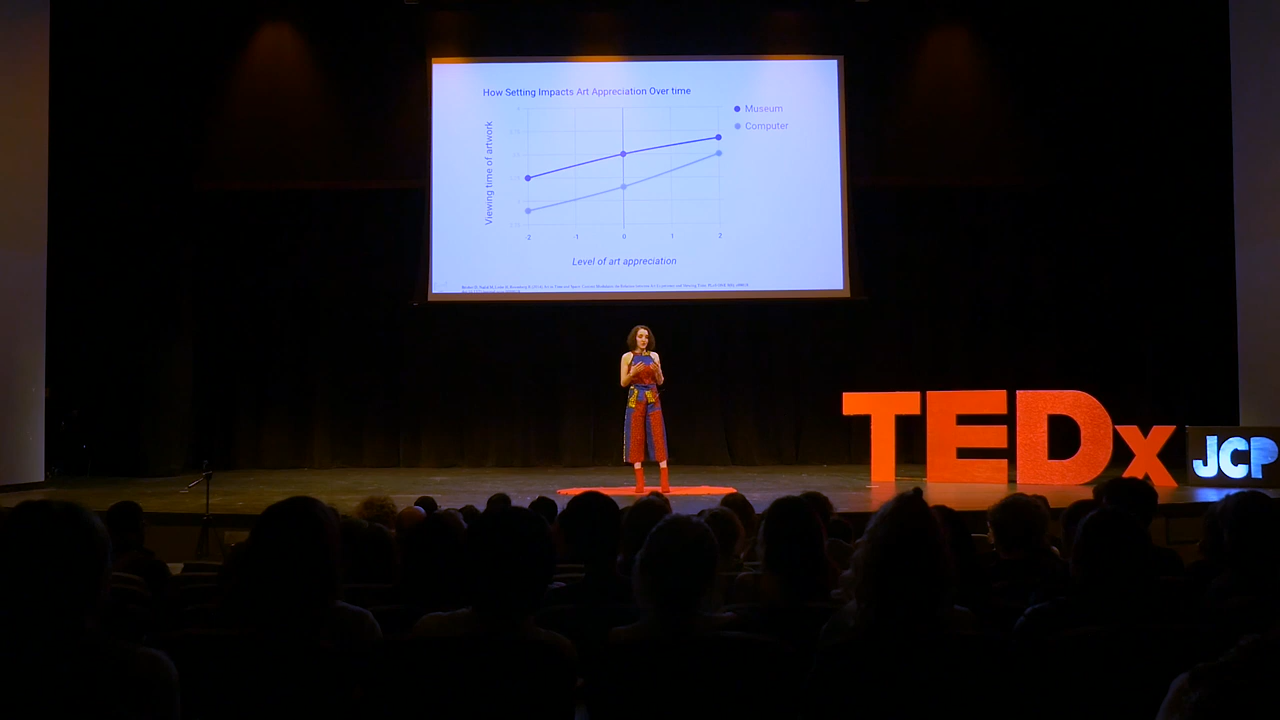 How Setting Impacts Art Appreciation Over time
Museum
Computer
Viewing time of artwork
-2 -1 0 1 2
Level of art appreciation
TEDx
JCP